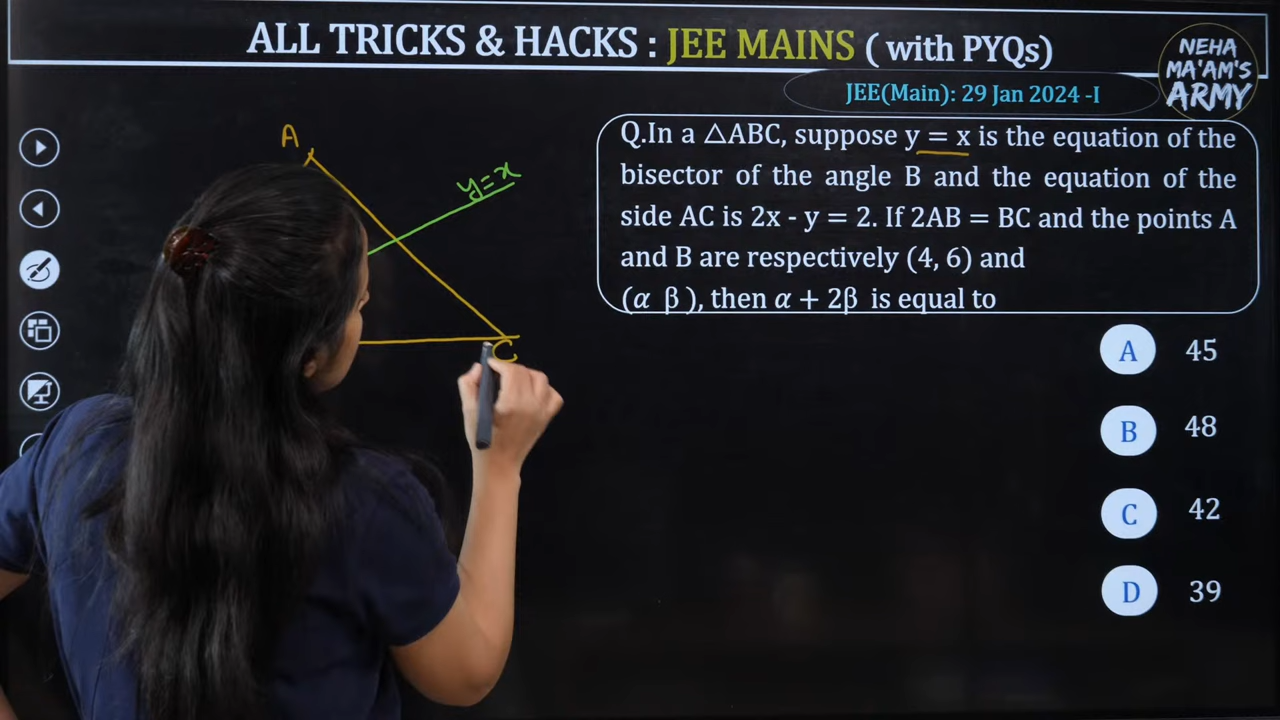 ALL TRICKS & HACKS : JEE MAINS ( with PYQs)
NEHA
MA'AM'S
ARMY
JEE(Main): 29 Jan 2024 -I
Q.In a △ABC, suppose y = x is the equation of the
bisector of the angle B and the equation of the
side AC is 2x - y = 2. If 2AB = BC and the points A
and B are respectively (4, 6) and
(α β ), then α + 2β is equal to
A 45
B 48
C 42
D 39
A
y=x
C